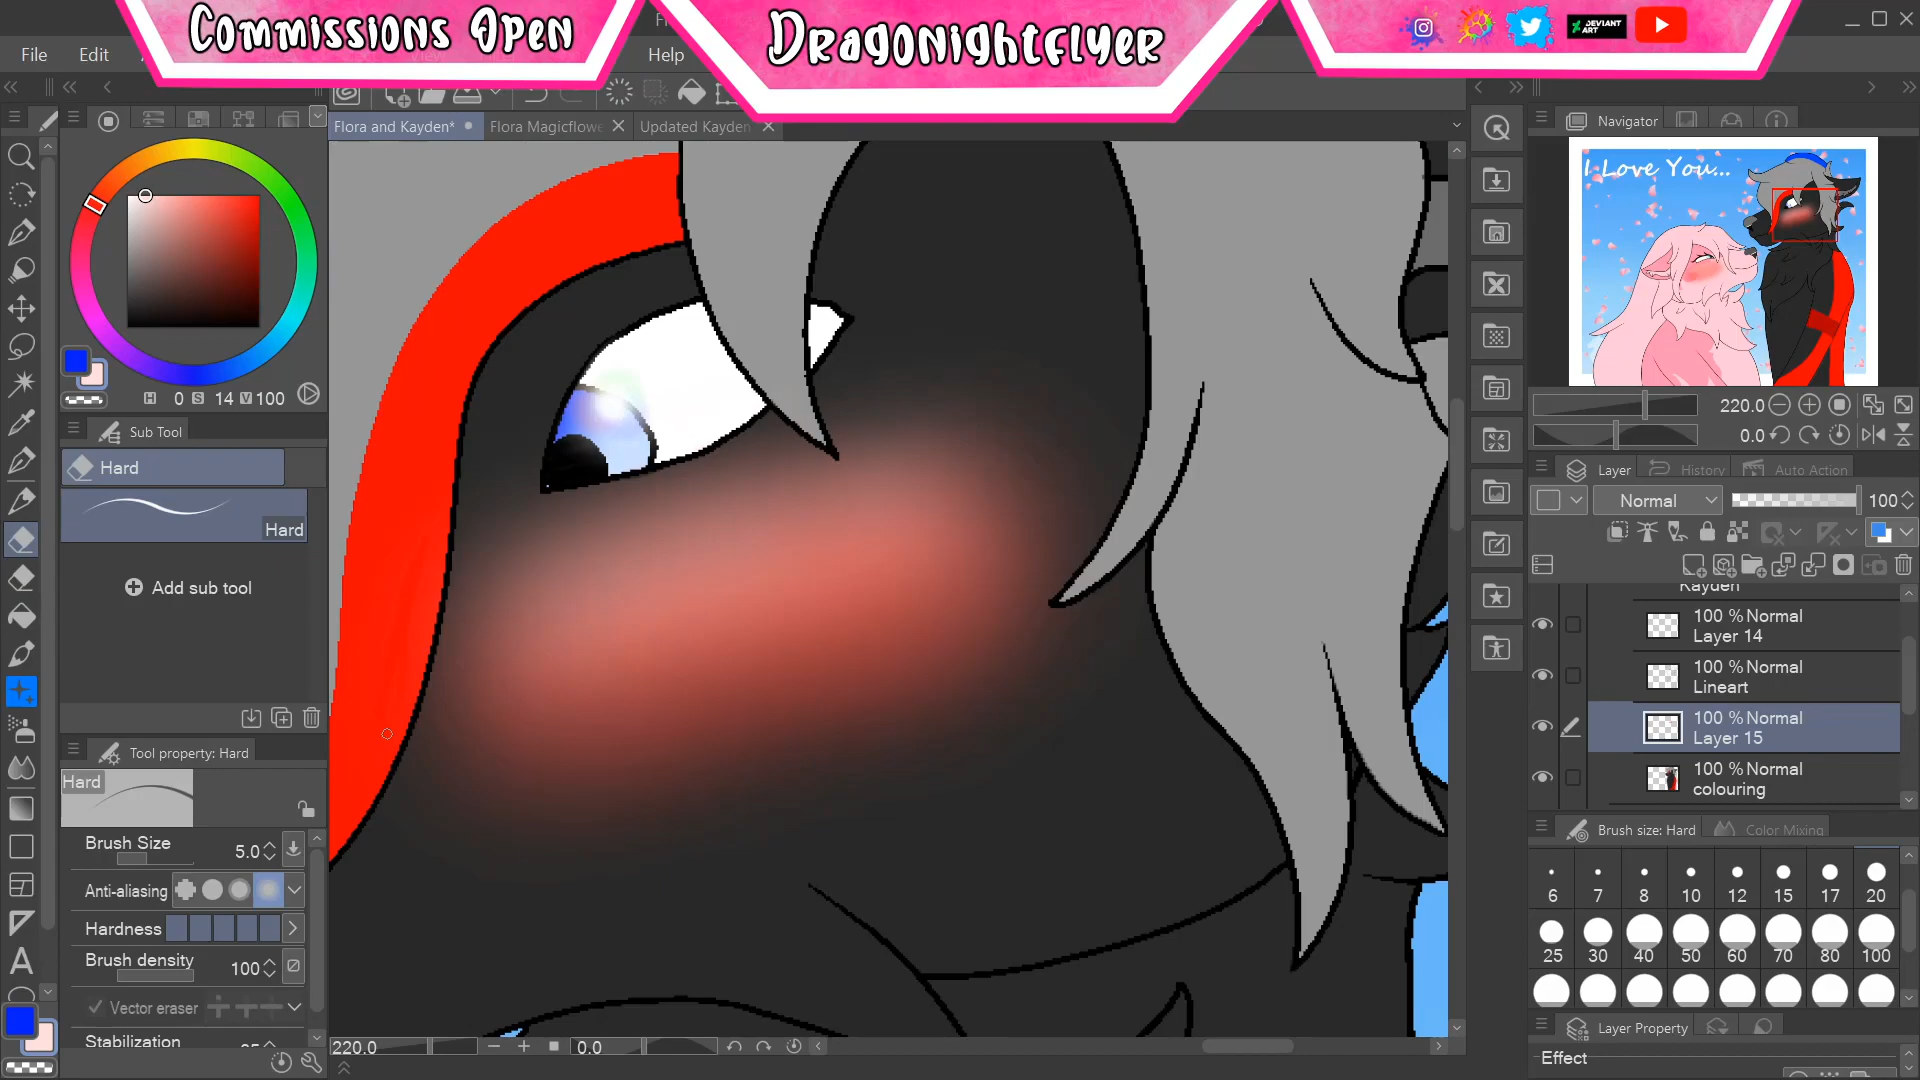 Commissions Open
Dragonightflyer
DEVIANT
ART
File
Edit
Help
Flora and Kayden*
Flora Magicflowe
Updated Kayden
Navigator
I Love You...
H 0 S 14 V 100
220.0
0.0
Sub Tool
Hard
Hard
Add sub tool
Layer
History
Auto Action
Normal
100
Kayden
100 % Normal
Layer 14
100 % Normal
Lineart
100 % Normal
Layer 15
100 % Normal
colouring
Tool property: Hard
Hard
Brush Size
5.0
Anti-aliasing
Hardness
Brush density
100
Vector eraser
Stabilization
Brush size: Hard
Color Mixing
6 7 8 10 12 15 17 20
25 30 40 50 60 70 80 100
Layer Property
Effect
220.0
0.0